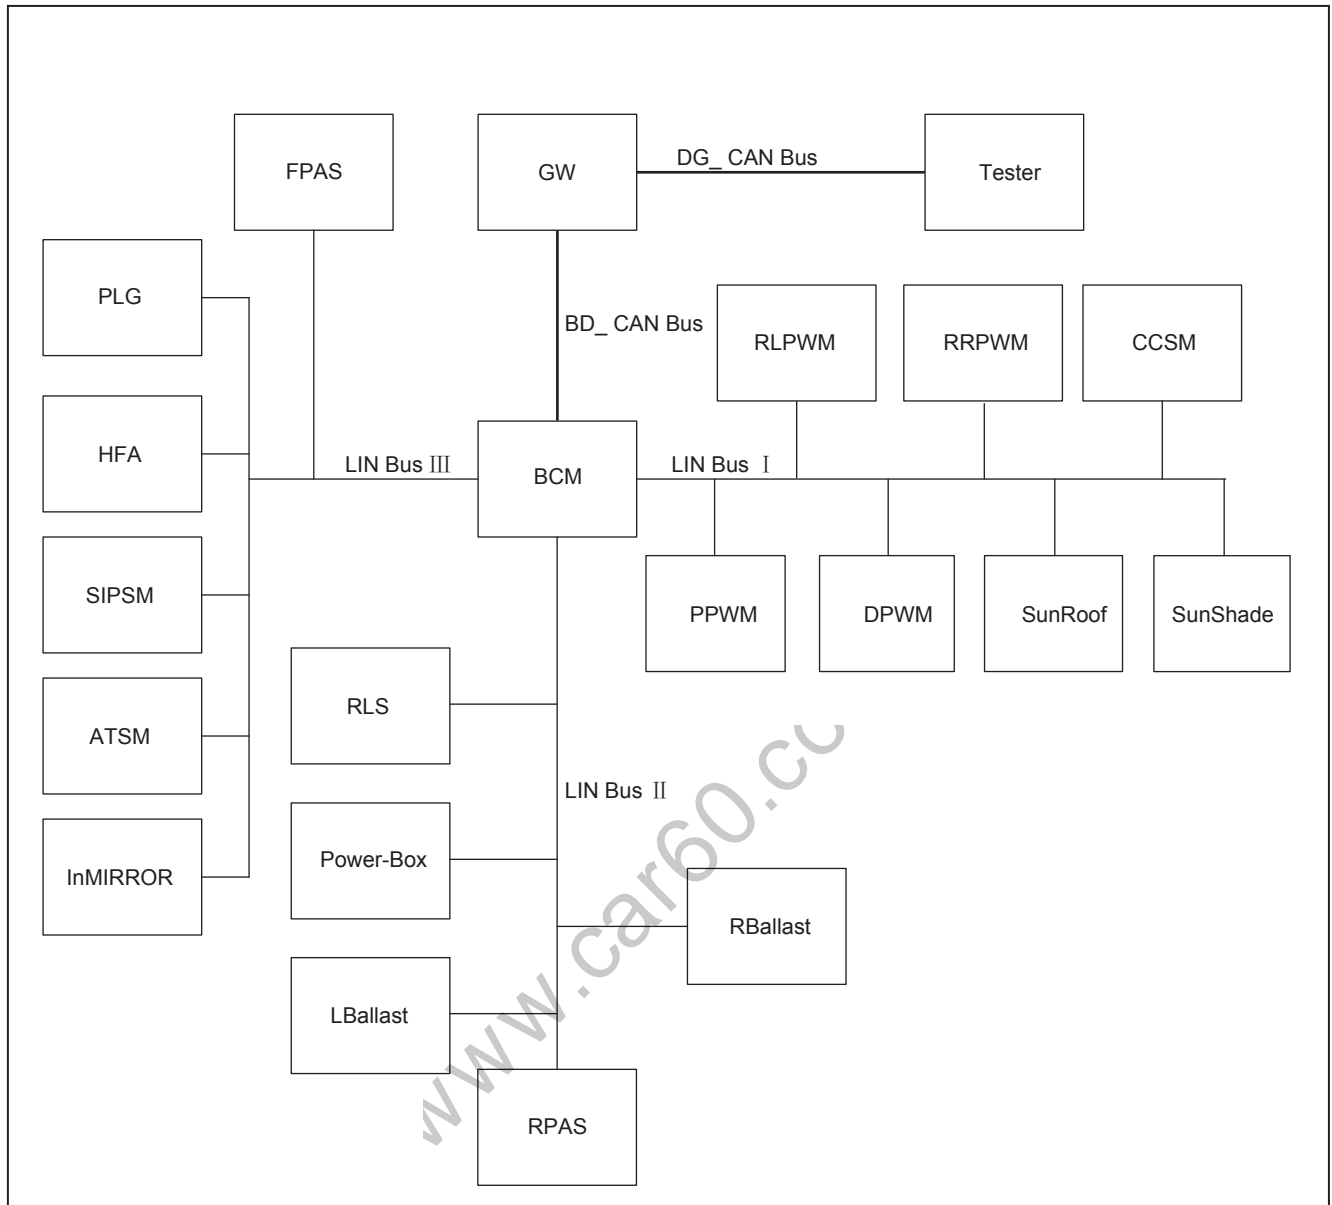 FPAS
GW
DG_ CAN Bus
Tester
PLG
BD_ CAN Bus
RLPWM
RRPWM
CCSM
HFA
LIN Bus Ⅲ
BCM
LIN Bus Ⅰ
SIPSM
PPWM
DPWM
SunRoof
SunShade
RLS
ATSM
LIN Bus Ⅱ
Power-Box
InMIRROR
RBallast
LBallast
RPAS
www.car60.co